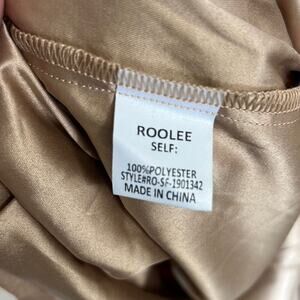 ROOLEE
SELF:
100%POLYESTER
STYLE#RO-SF-1901342
MADE IN CHINA